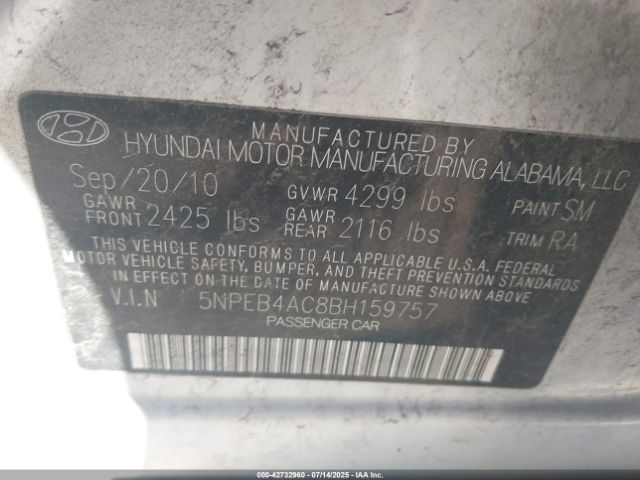 MANUFACTURED BY
HYUNDAI MOTOR MANUFACTURING ALABAMA, LLC
Sep/20/10 GVWR 4299 lbs PAINT SM
GAWR FRONT 2425 lbs GAWR REAR 2116 lbs TRIM RA
THIS VEHICLE CONFORMS TO ALL APPLICABLE U.S.A. FEDERAL
MOTOR VEHICLE SAFETY, BUMPER, AND THEFT PREVENTION STANDARDS
IN EFFECT ON THE DATE OF MANUFACTURE SHOWN ABOVE
V.I.N 5NPEB4AC8BH159757
PASSENGER CAR
000-42732960 - 07/14/2025 - IAA Inc.